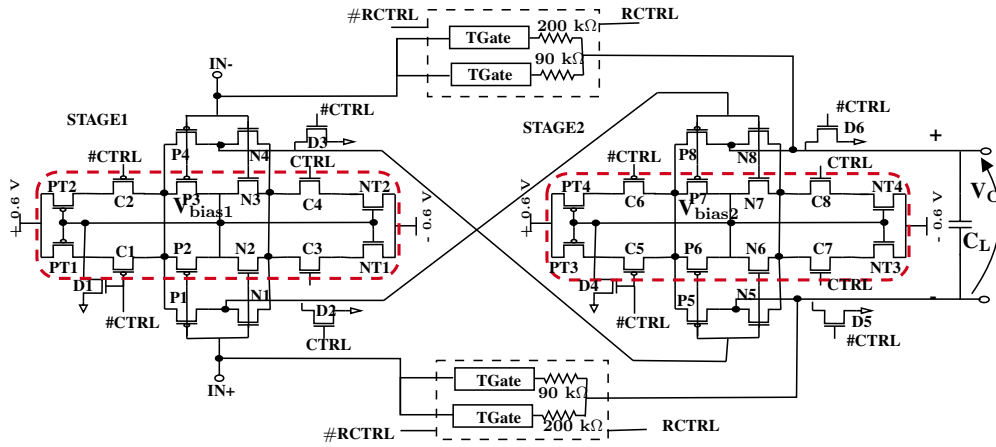 #RCTRL
200 kΩ
RCTRL
TGate
90 kΩ
TGate
IN-
#CTRL
#CTRL
STAGE1
D3
STAGE2
D6
+
P4
N4
P8
N8
#CTRL
CTRL
#CTRL
CTRL
PT2
C2
P3
N3
C4
NT2
PT4
C6
P7
N7
C8
NT4
+0.6 V
Vbias1
- 0.6 V
+0.6 V
Vbias2
- 0.6 V
VO
CL
PT1
C1
P2
N2
C3
NT1
PT3
C5
P6
N6
C7
NT3
D1
P1
N1
CTRL
D4
P5
N5
CTRL
-
#CTRL
D2
#CTRL
D5
CTRL
#CTRL
IN+
TGate
90 kΩ
TGate
200 kΩ
#RCTRL
RCTRL